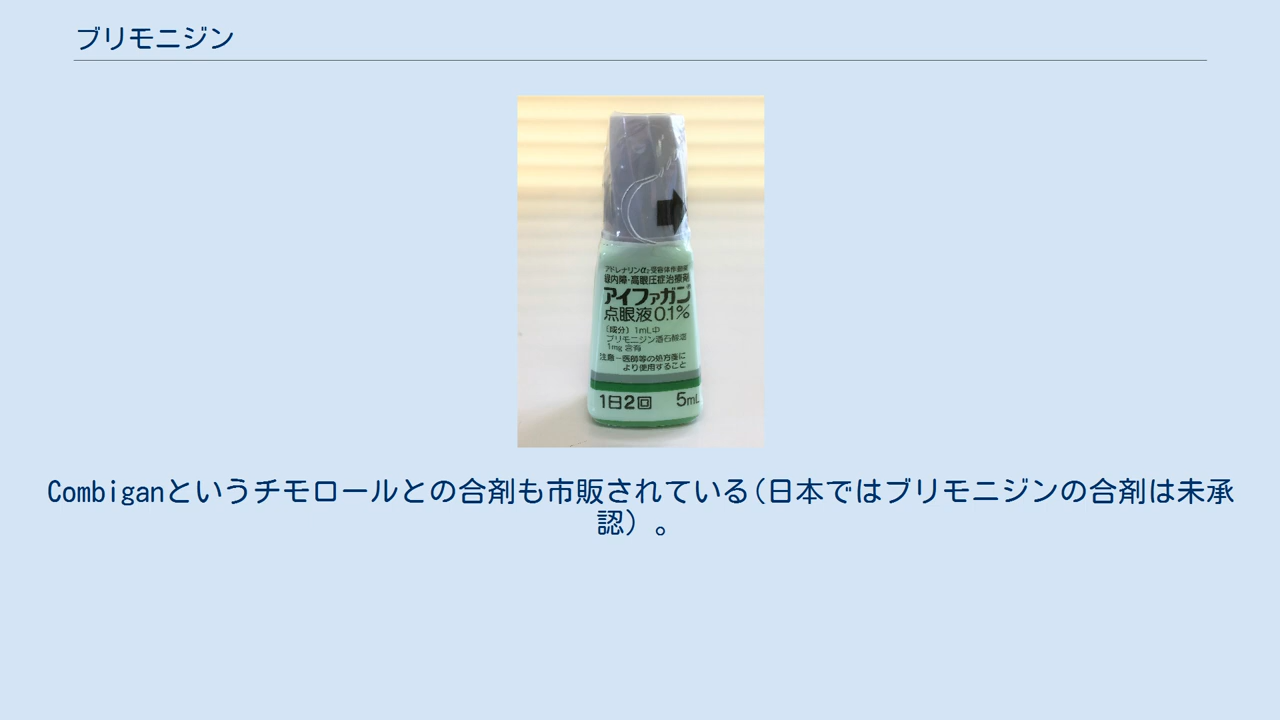 ブリモニジン
アドレナリンα₂受容体作動薬
緑内障・高眼圧症治療剤
アイファガン
点眼液0.1%
〔成分〕1mL中
ブリモニジン酒石酸塩
1mg 含有
注意−医師等の処方箋に
より使用すること
1日2回 5mL
Combiganというチモロールとの合剤も市販されている(日本ではブリモニジンの合剤は未承
認)。